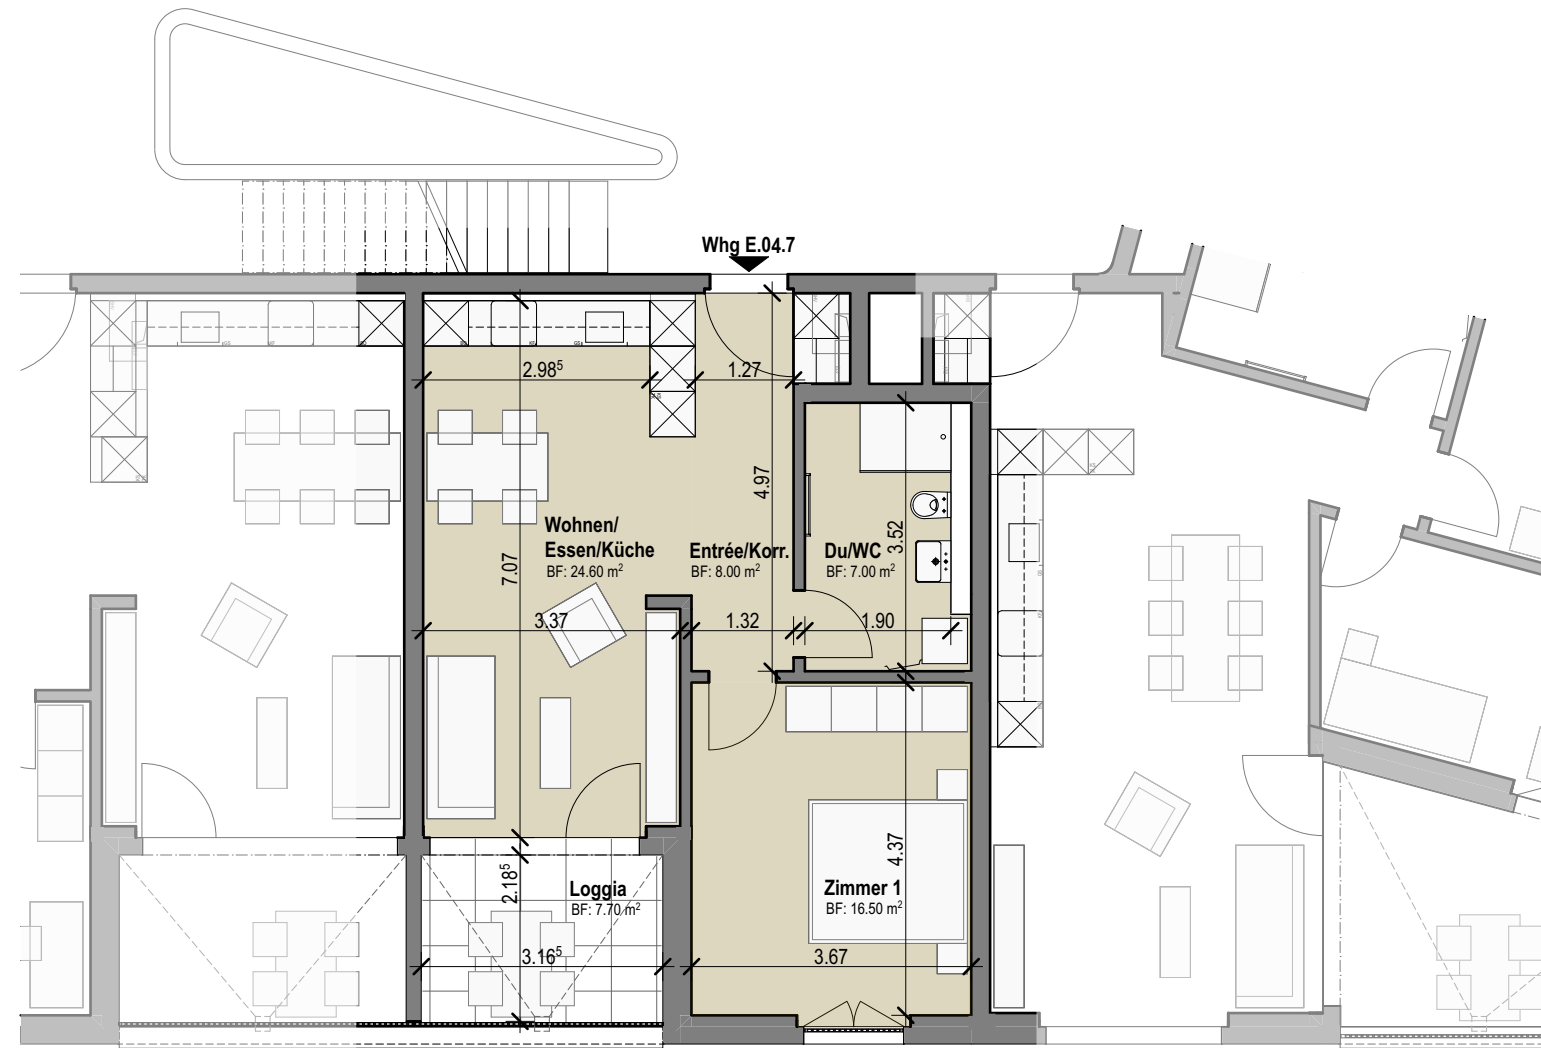 Whg E.04.7
2.98⁵
1.27
4.97
7.07
Wohnen/
Essen/Küche
BF: 24.60 m²
Entrée/Korr.
BF: 8.00 m²
Du/WC
BF: 7.00 m²
3.52
3.37
1.32
1.90
4.37
2.18⁵
Loggia
BF: 7.70 m²
Zimmer 1
BF: 16.50 m²
3.16⁵
3.67